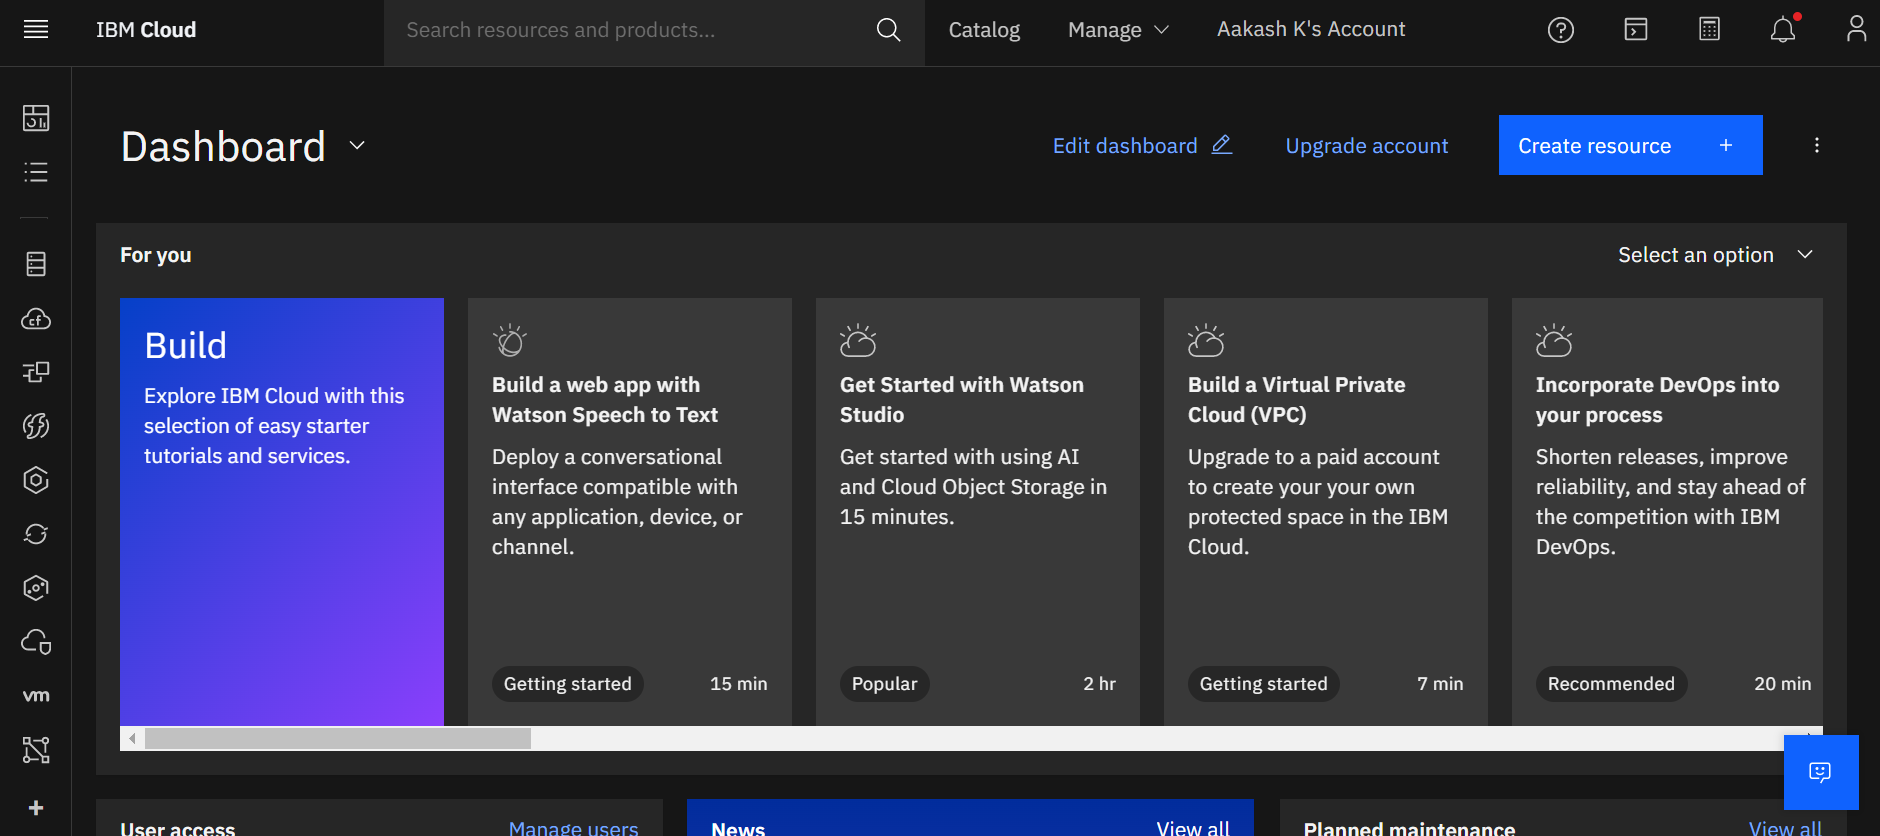 IBM Cloud
Search resources and products...
Catalog
Manage
Aakash K's Account
Dashboard
Edit dashboard
Upgrade account
Create resource +
For you
Select an option
Build
Explore IBM Cloud with this
selection of easy starter
tutorials and services.
Build a web app with
Watson Speech to Text
Deploy a conversational
interface compatible with
any application, device, or
channel.
Getting started
15 min
Get Started with Watson
Studio
Get started with using AI
and Cloud Object Storage in
15 minutes.
Popular
2 hr
Build a Virtual Private
Cloud (VPC)
Upgrade to a paid account
to create your your own
protected space in the IBM
Cloud.
Getting started
7 min
Incorporate DevOps into
your process
Shorten releases, improve
reliability, and stay ahead of
the competition with IBM
DevOps.
Recommended
20 min
cf
vm
User access
Manage users
News
View all
Planned maintenance
View all